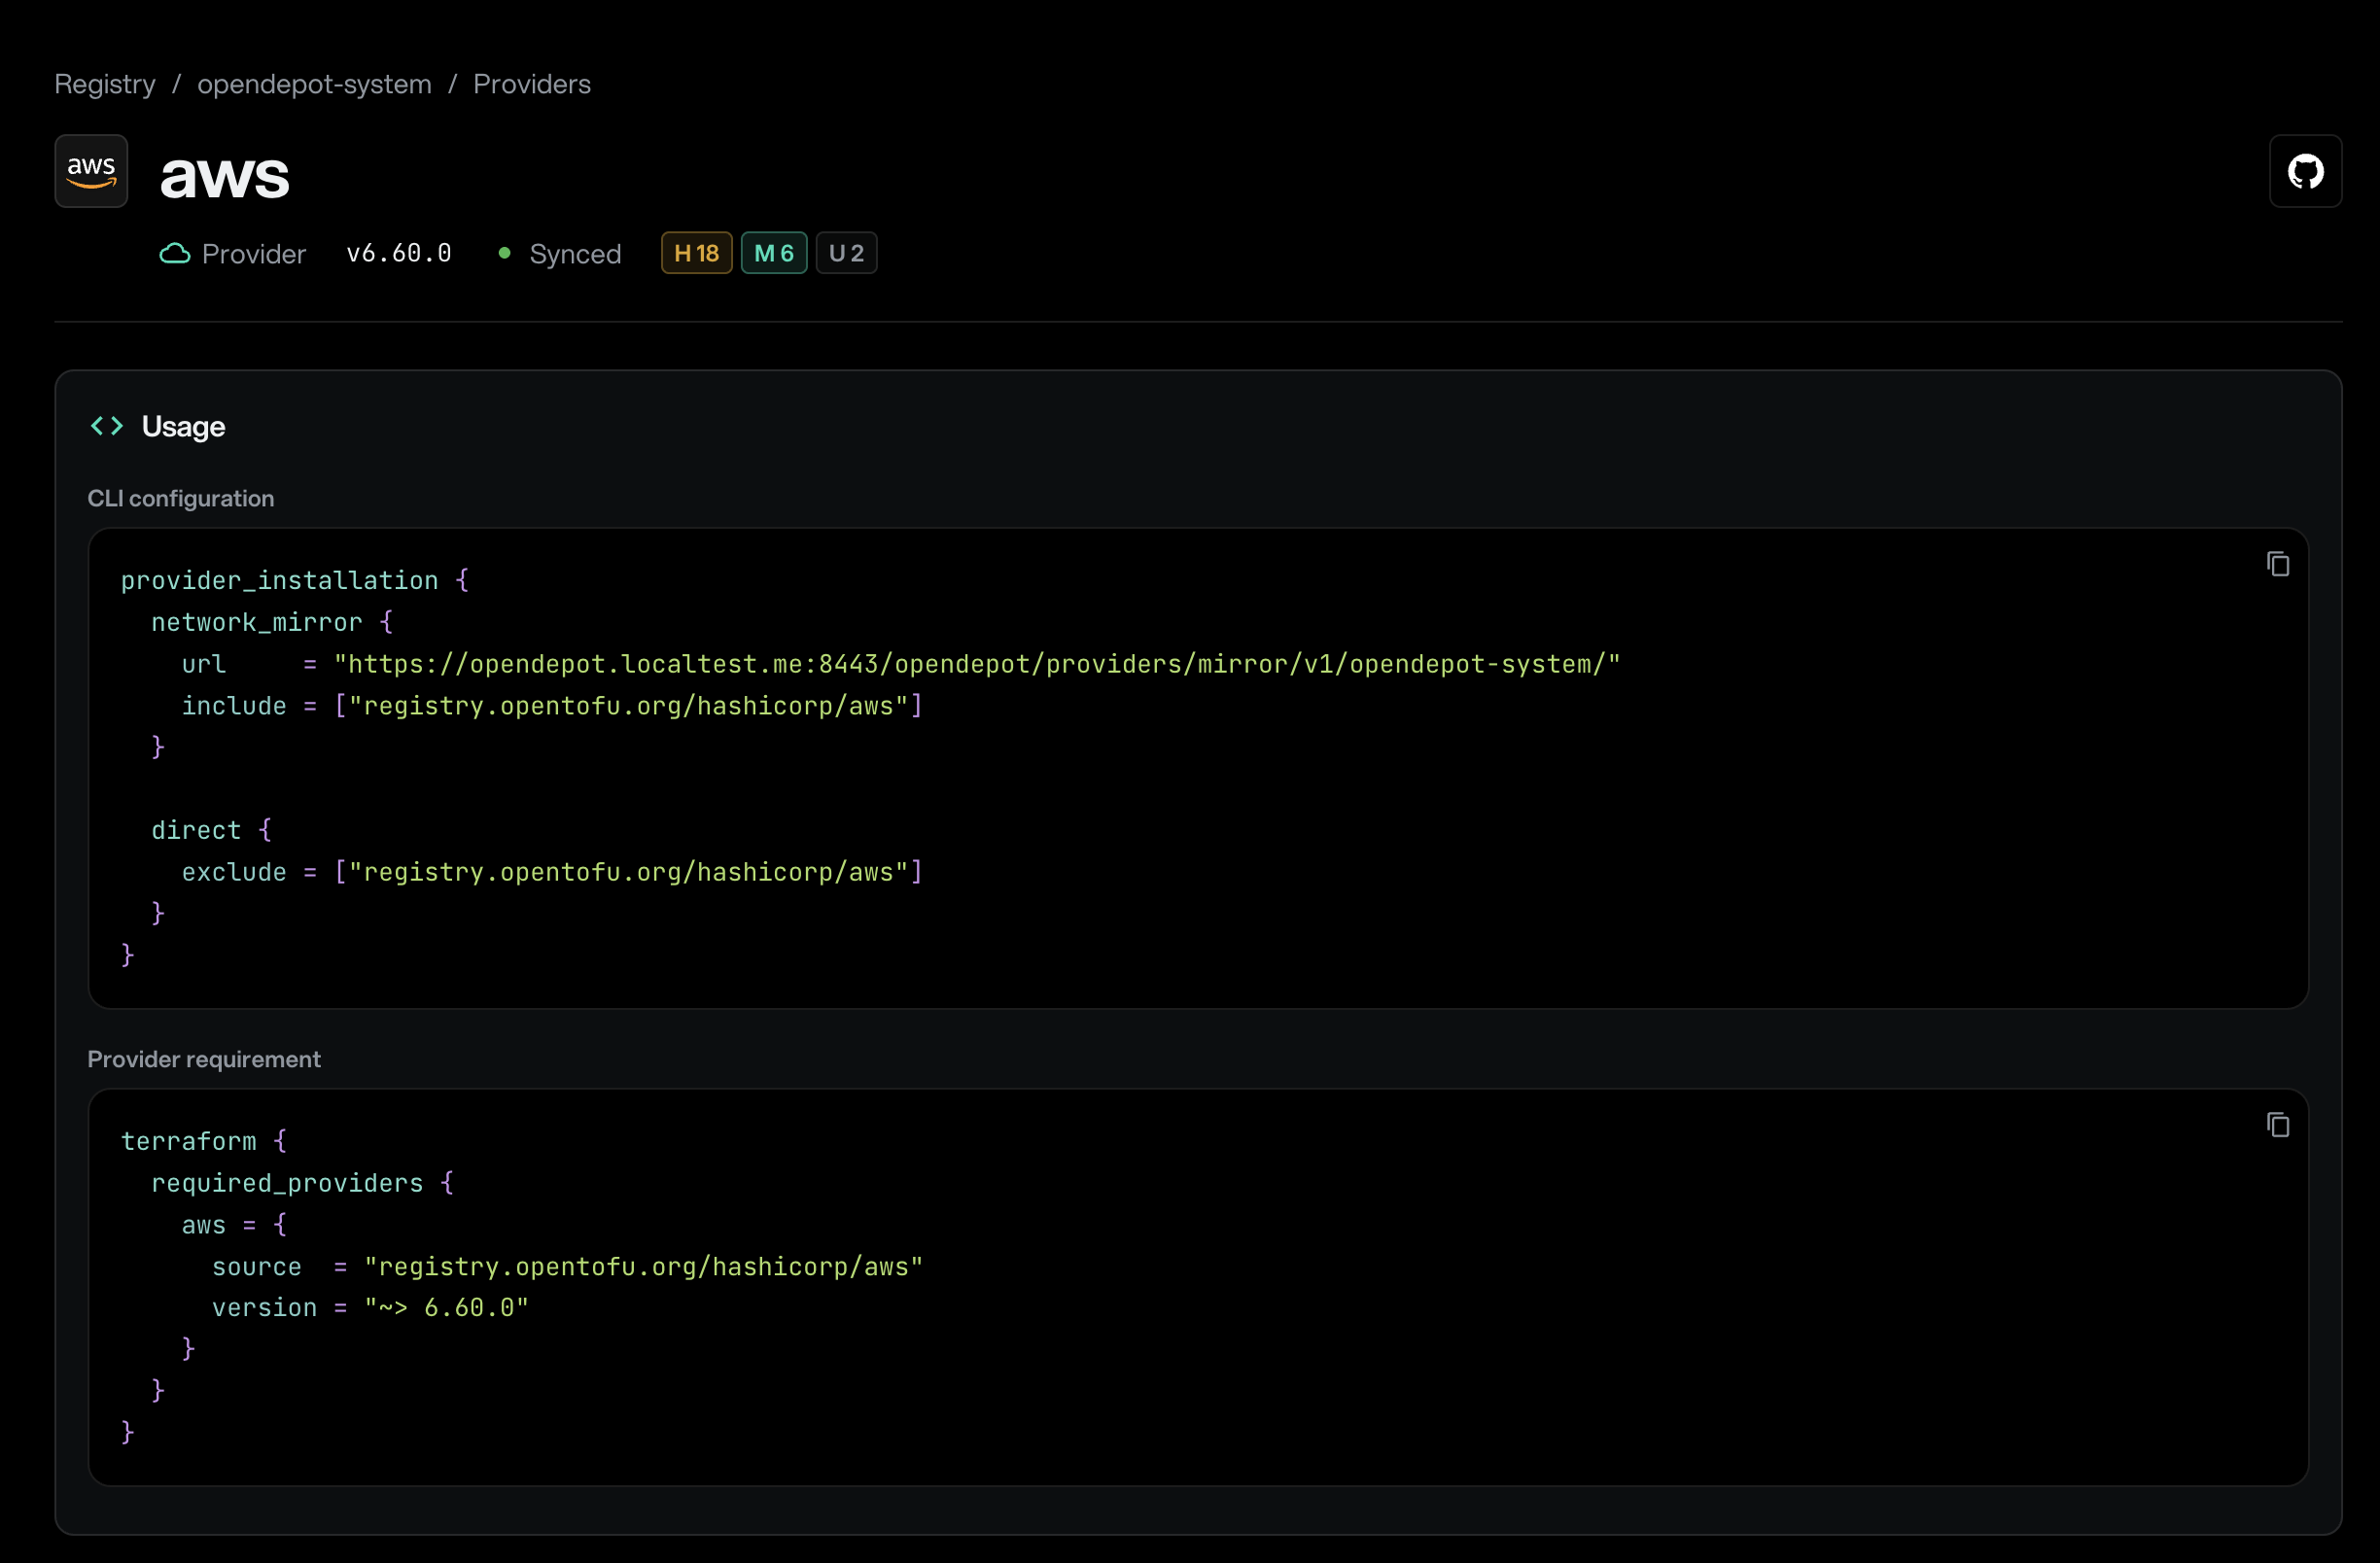 Registry / opendepot-system / Providers
aws
aws
Provider v6.60.0 Synced H 18 M 6 U 2
Usage
CLI configuration
provider_installation {
  network_mirror {
    url     = "https://opendepot.localtest.me:8443/opendepot/providers/mirror/v1/opendepot-system/"
    include = ["registry.opentofu.org/hashicorp/aws"]
  }

  direct {
    exclude = ["registry.opentofu.org/hashicorp/aws"]
  }
}
Provider requirement
terraform {
  required_providers {
    aws = {
      source  = "registry.opentofu.org/hashicorp/aws"
      version = "~> 6.60.0"
    }
  }
}